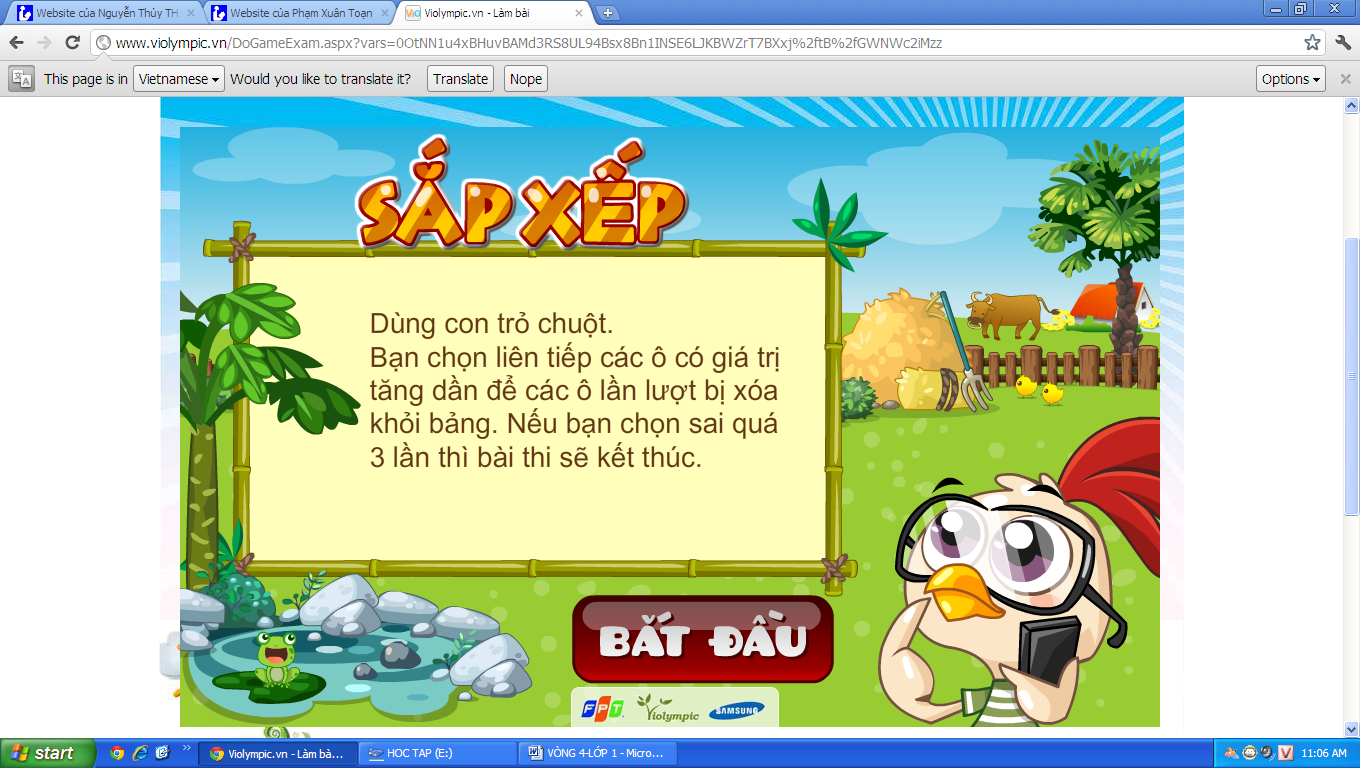 Website của Nguyễn Thúy TH
Website của Phạm Xuân Toạn
Violympic.vn - Làm bài
www.violympic.vn/DoGameExam.aspx?vars=0OtNN1u4xBHuvBAMd3RS8UL94Bsx8Bn1INSE6LJKBWZrT7BXxj%2ftB%2fGWNWc2iMzz
This page is in Vietnamese Would you like to translate it? Translate Nope Options
SẮP XẾP
Dùng con trỏ chuột.
Bạn chọn liên tiếp các ô có giá trị
tăng dần để các ô lần lượt bị xóa
khỏi bảng. Nếu bạn chọn sai quá
3 lần thì bài thi sẽ kết thúc.
BẮT ĐẦU
FPT Violympic SAMSUNG
start Violympic.vn - Làm bà... HOC TAP (E:) VÒNG 4-LỚP 1 - Micro... 11:06 AM